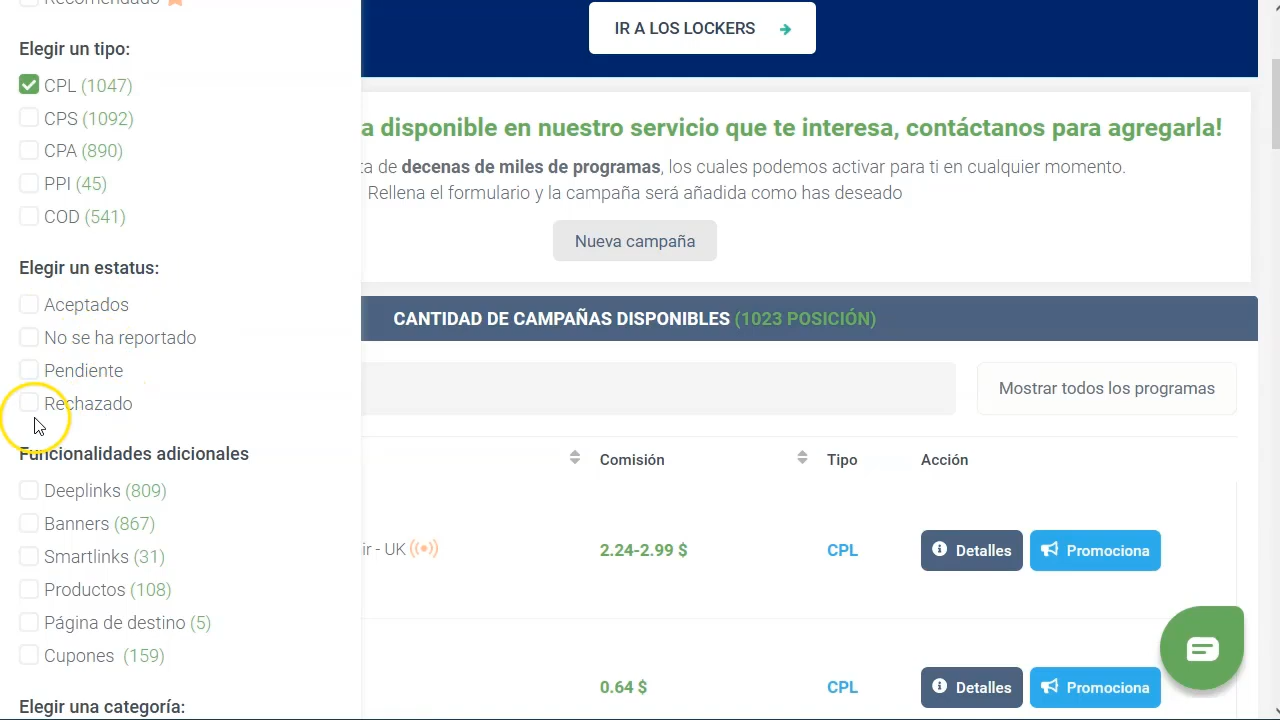 Recomendado
Elegir un tipo:
CPL (1047)
CPS (1092)
CPA (890)
PPI (45)
COD (541)
Elegir un estatus:
Aceptados
No se ha reportado
Pendiente
Rechazado
Funcionalidades adicionales
Deeplinks (809)
Banners (867)
Smartlinks (31)
Productos (108)
Página de destino (5)
Cupones (159)
Elegir una categoría:
IR A LOS LOCKERS
a disponible en nuestro servicio que te interesa, contáctanos para agregarla!
ta de decenas de miles de programas, los cuales podemos activar para ti en cualquier momento.
Rellena el formulario y la campaña será añadida como has deseado
Nueva campaña
CANTIDAD DE CAMPAÑAS DISPONIBLES (1023 POSICIÓN)
Mostrar todos los programas
Comisión Tipo Acción
ir - UK 2.24-2.99 $ CPL Detalles Promociona
0.64 $ CPL Detalles Promociona